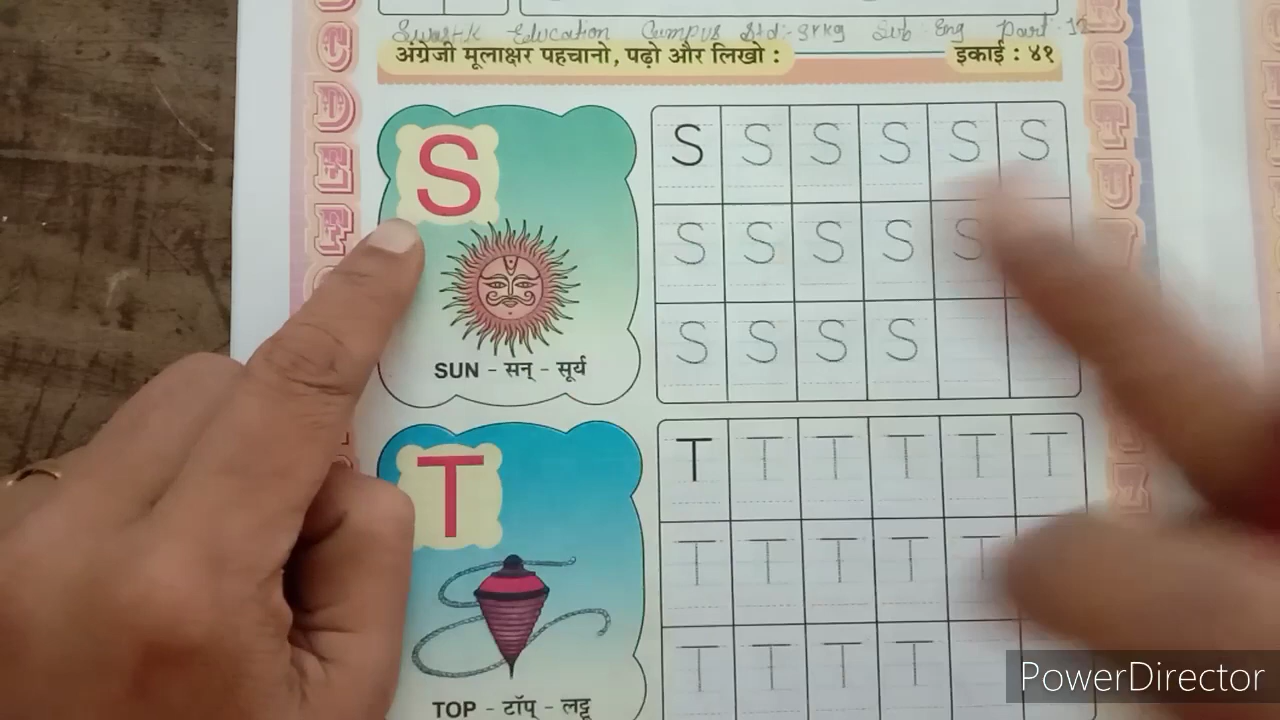 Swastik Education Campus Std:-Srkg Sub Eng Part-12
अंग्रेजी मूलाक्षर पहचानो, पढ़ो और लिखो :
इकाई : ४१
S
SUN - सन् - सूर्य
S S S S S S
S S S S S
S S S S
T
TOP - टॉप् - लट्टू
T T T T T T
T T T T T
T T T T
PowerDirector